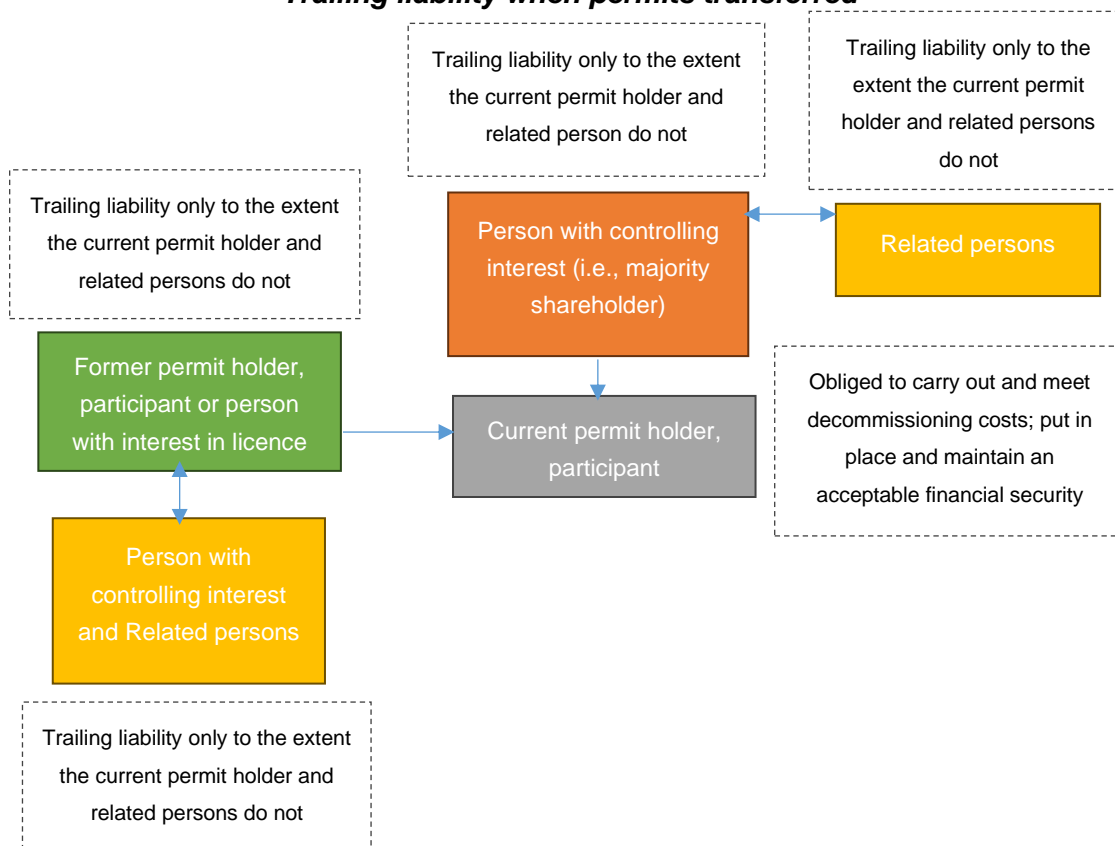 Trailing liability when permits transferred
Trailing liability only to the extent
the current permit holder and
related person do not
Trailing liability only to the
extent the current permit
holder and related persons
do not
Trailing liability only to the extent
the current permit holder and
related persons do not
Person with controlling
interest (i.e., majority
shareholder)
Related persons
Former permit holder,
participant or person
with interest in licence
Current permit holder,
participant
Obliged to carry out and meet
decommissioning costs; put in
place and maintain an
acceptable financial security
Person with
controlling interest
and Related persons
Trailing liability only to the extent
the current permit holder and
related persons do not